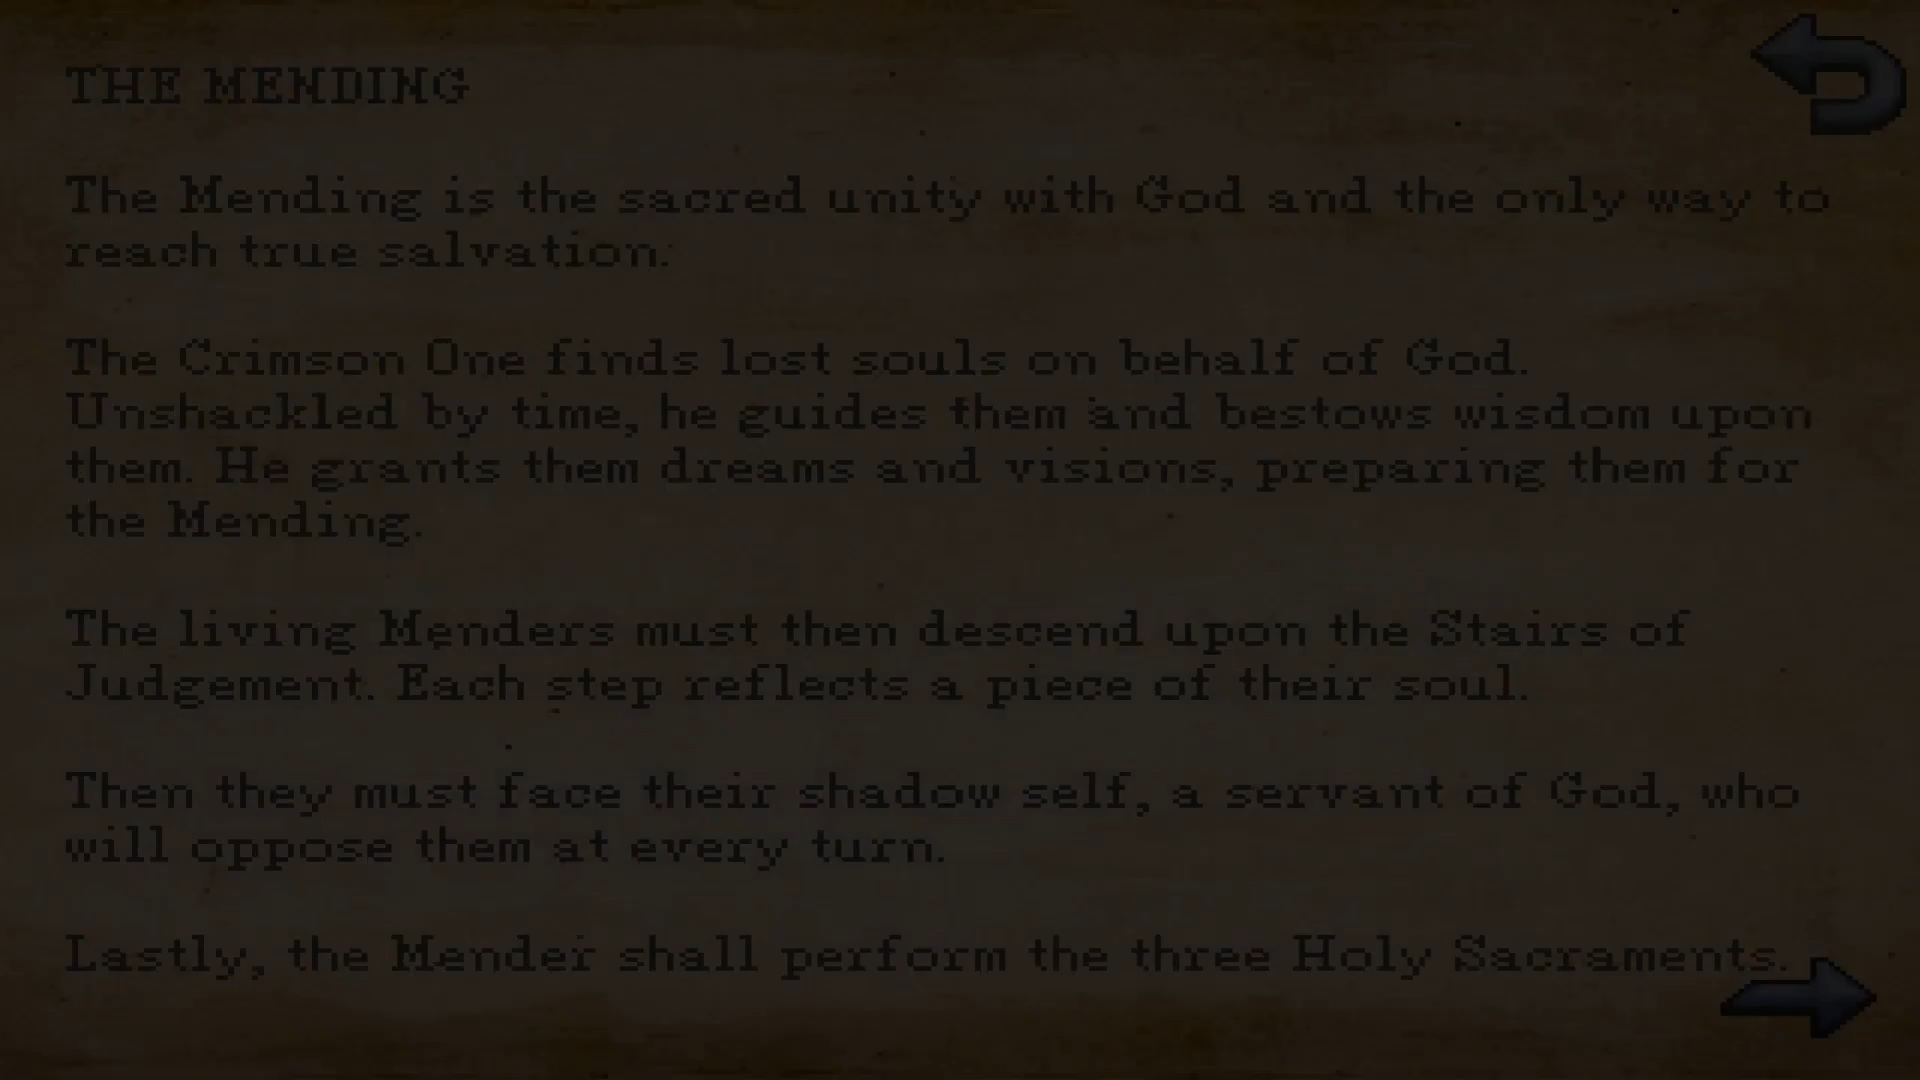 THE MENDING
The Mending is the sacred unity with God and the only way to
reach true salvation.
The Crimson One finds lost souls on behalf of God.
Unshackled by time, he guides them and bestows wisdom upon
them. He grants them dreams and visions, preparing them for
the Mending.
The living Menders must then descend upon the Stairs of
Judgement. Each step reflects a piece of their soul.
Then they must face their shadow self, a servant of God, who
will oppose them at every turn.
Lastly, the Mender shall perform the three Holy Sacraments.